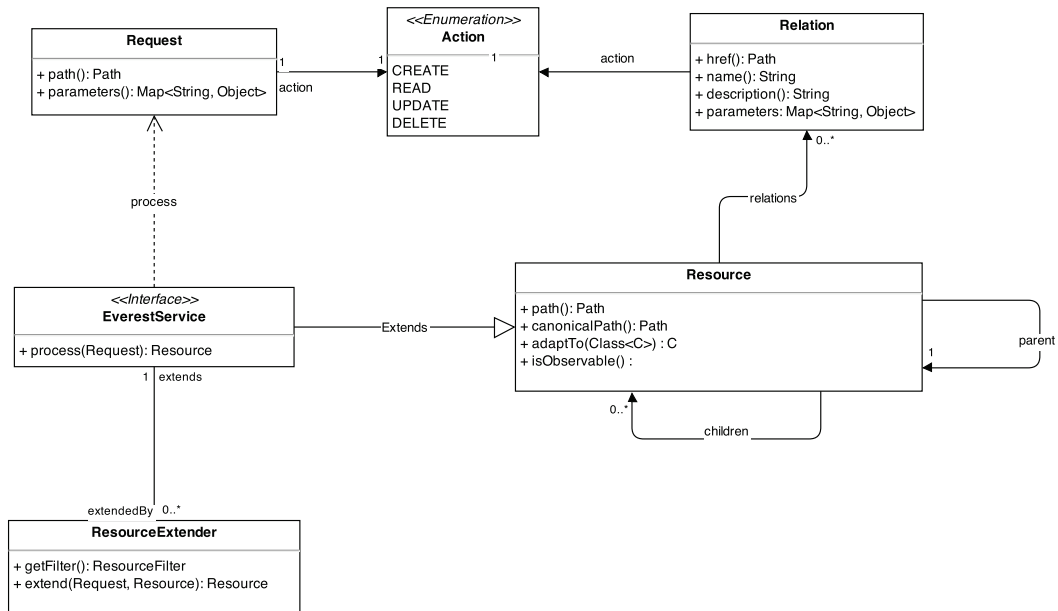 Request
+ path(): Path
+ parameters(): Map<String, Object>
1
action
1
<<Enumeration>>
Action
1
CREATE
READ
UPDATE
DELETE
action
Relation
+ href(): Path
+ name(): String
+ description(): String
+ parameters: Map<String, Object>
0..*
relations
process
<<Interface>>
EverestService
+ process(Request): Resource
1 extends
Extends
Resource
+ path(): Path
+ canonicalPath(): Path
+ adaptTo(Class<C>) : C
+ isObservable() :
parent
1
0..*
children
extendedBy 0..*
ResourceExtender
+ getFilter(): ResourceFilter
+ extend(Request, Resource): Resource